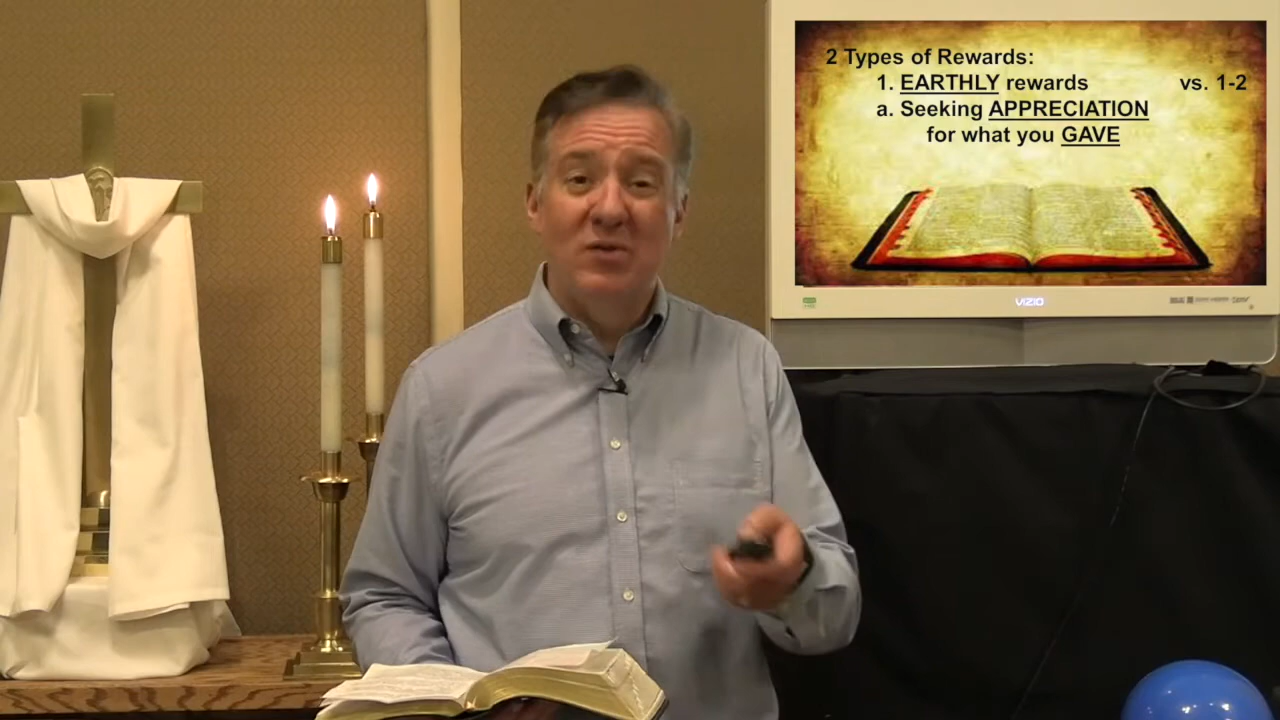 2 Types of Rewards:
1. EARTHLY rewards vs. 1-2
a. Seeking APPRECIATION
for what you GAVE
VIZIO